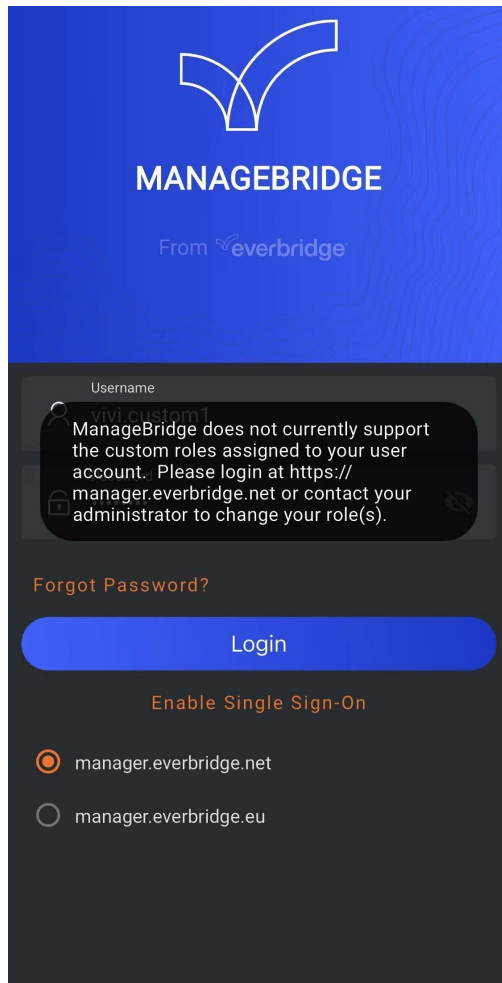 MANAGEBRIDGE
From everbridge
Username
vivi custom1
ManageBridge does not currently support
the custom roles assigned to your user
account. Please login at https://
manager.everbridge.net or contact your
administrator to change your role(s).
Forgot Password?
Login
Enable Single Sign-On
manager.everbridge.net
manager.everbridge.eu